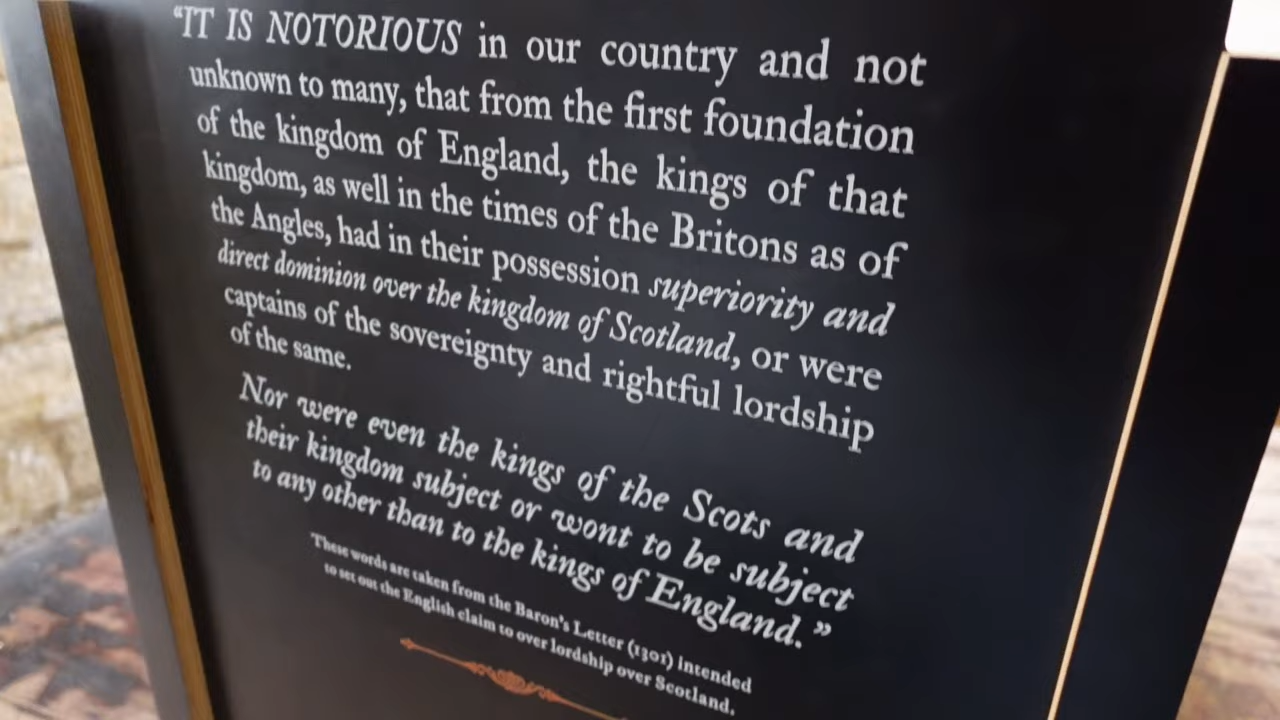 “IT IS NOTORIOUS in our country and not
unknown to many, that from the first foundation
of the kingdom of England, the kings of that
kingdom, as well in the times of the Britons as of
the Angles, had in their possession superiority and
direct dominion over the kingdom of Scotland, or were
captains of the sovereignty and rightful lordship
of the same.
Nor were even the kings of the Scots and
their kingdom subject or wont to be subject
to any other than to the kings of England.”
These words are taken from the Baron's Letter (1301) intended
to set out the English claim to over lordship over Scotland.